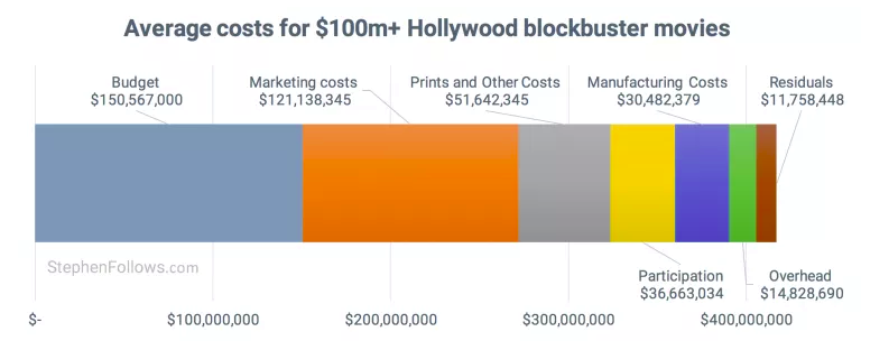 Average costs for $100m+ Hollywood blockbuster movies
Budget
$150,567,000
Marketing costs
$121,138,345
Prints and Other Costs
$51,642,345
Manufacturing Costs
$30,482,379
Residuals
$11,758,448
StephenFollows.com
Participation
$36,663,034
Overhead
$14,828,690
$-
$100,000,000
$200,000,000
$300,000,000
$400,000,000